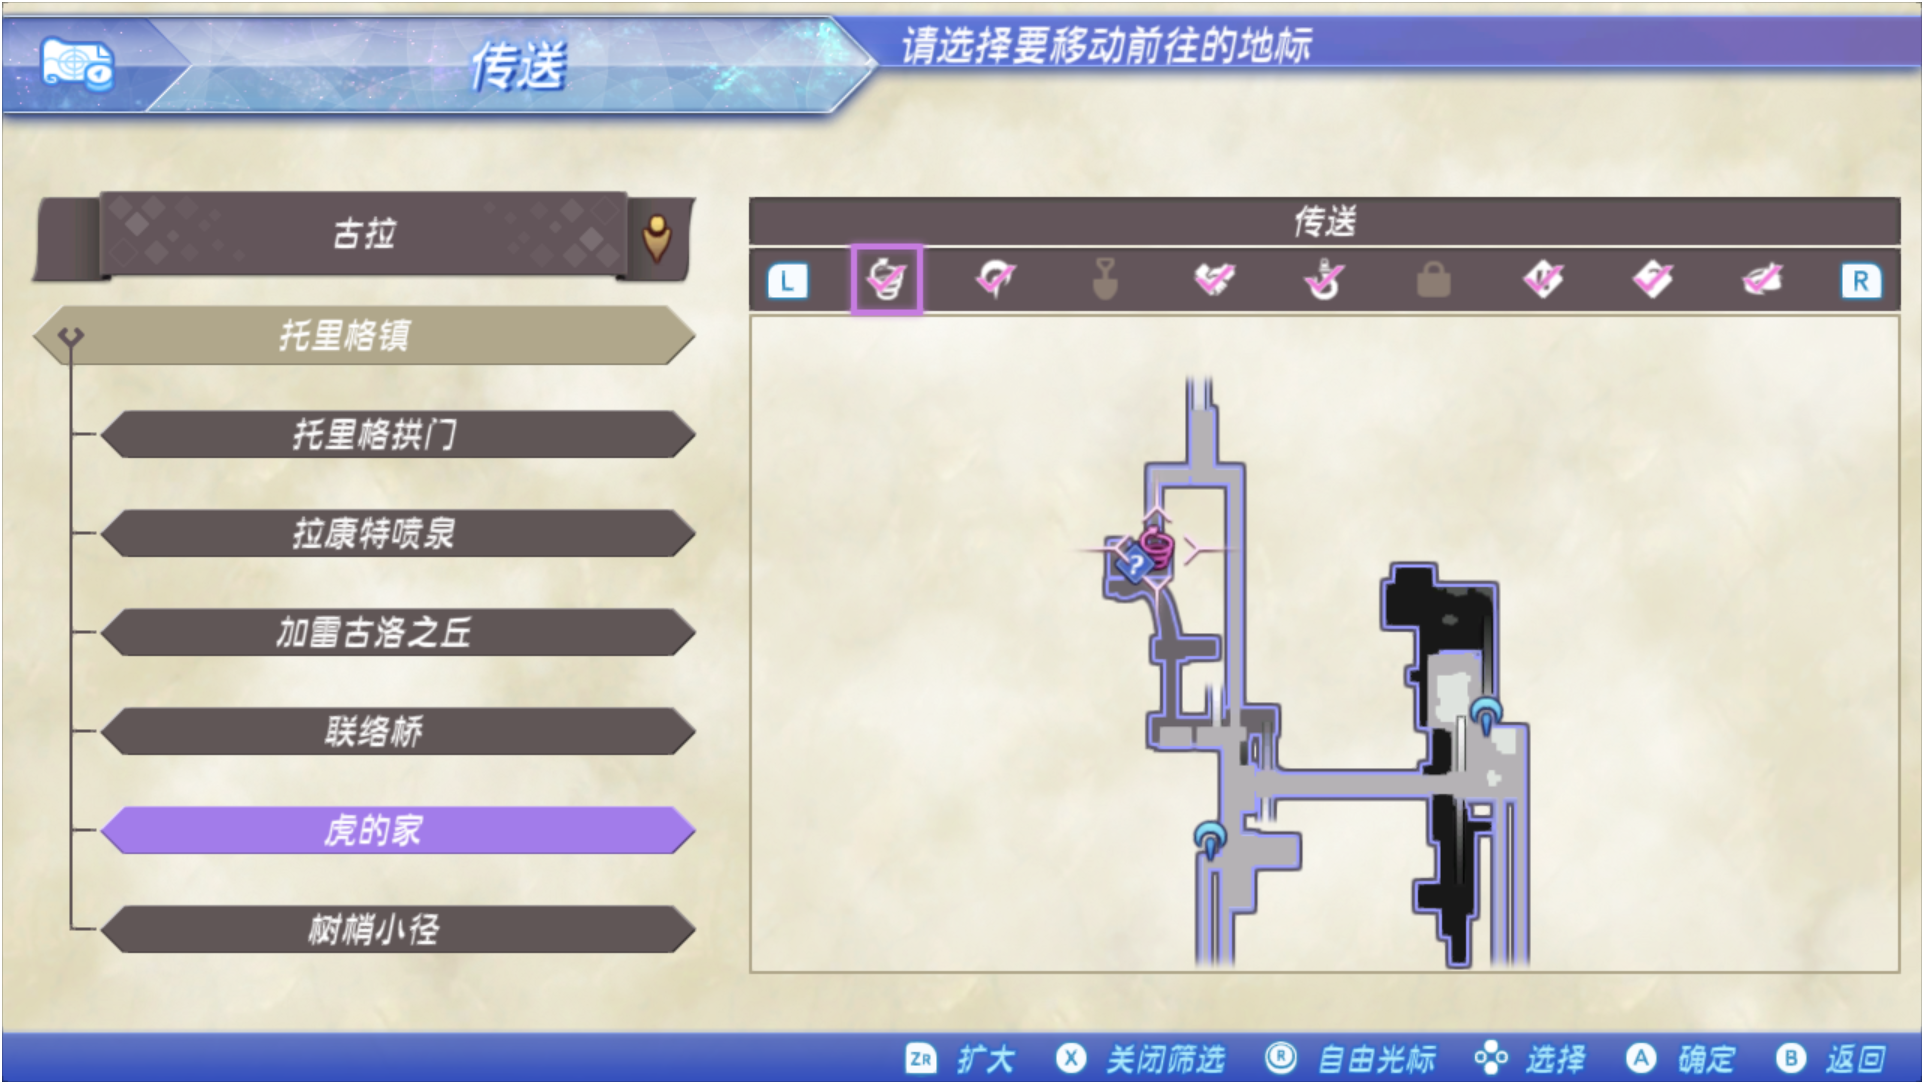 传送
请选择要移动前往的地标
古拉
托里格镇
托里格拱门
拉康特喷泉
加雷古洛之丘
联络桥
虎的家
树梢小径
传送
L
R
?
ZR 扩大 X 关闭筛选 R 自由光标 选择 A 确定 B 返回